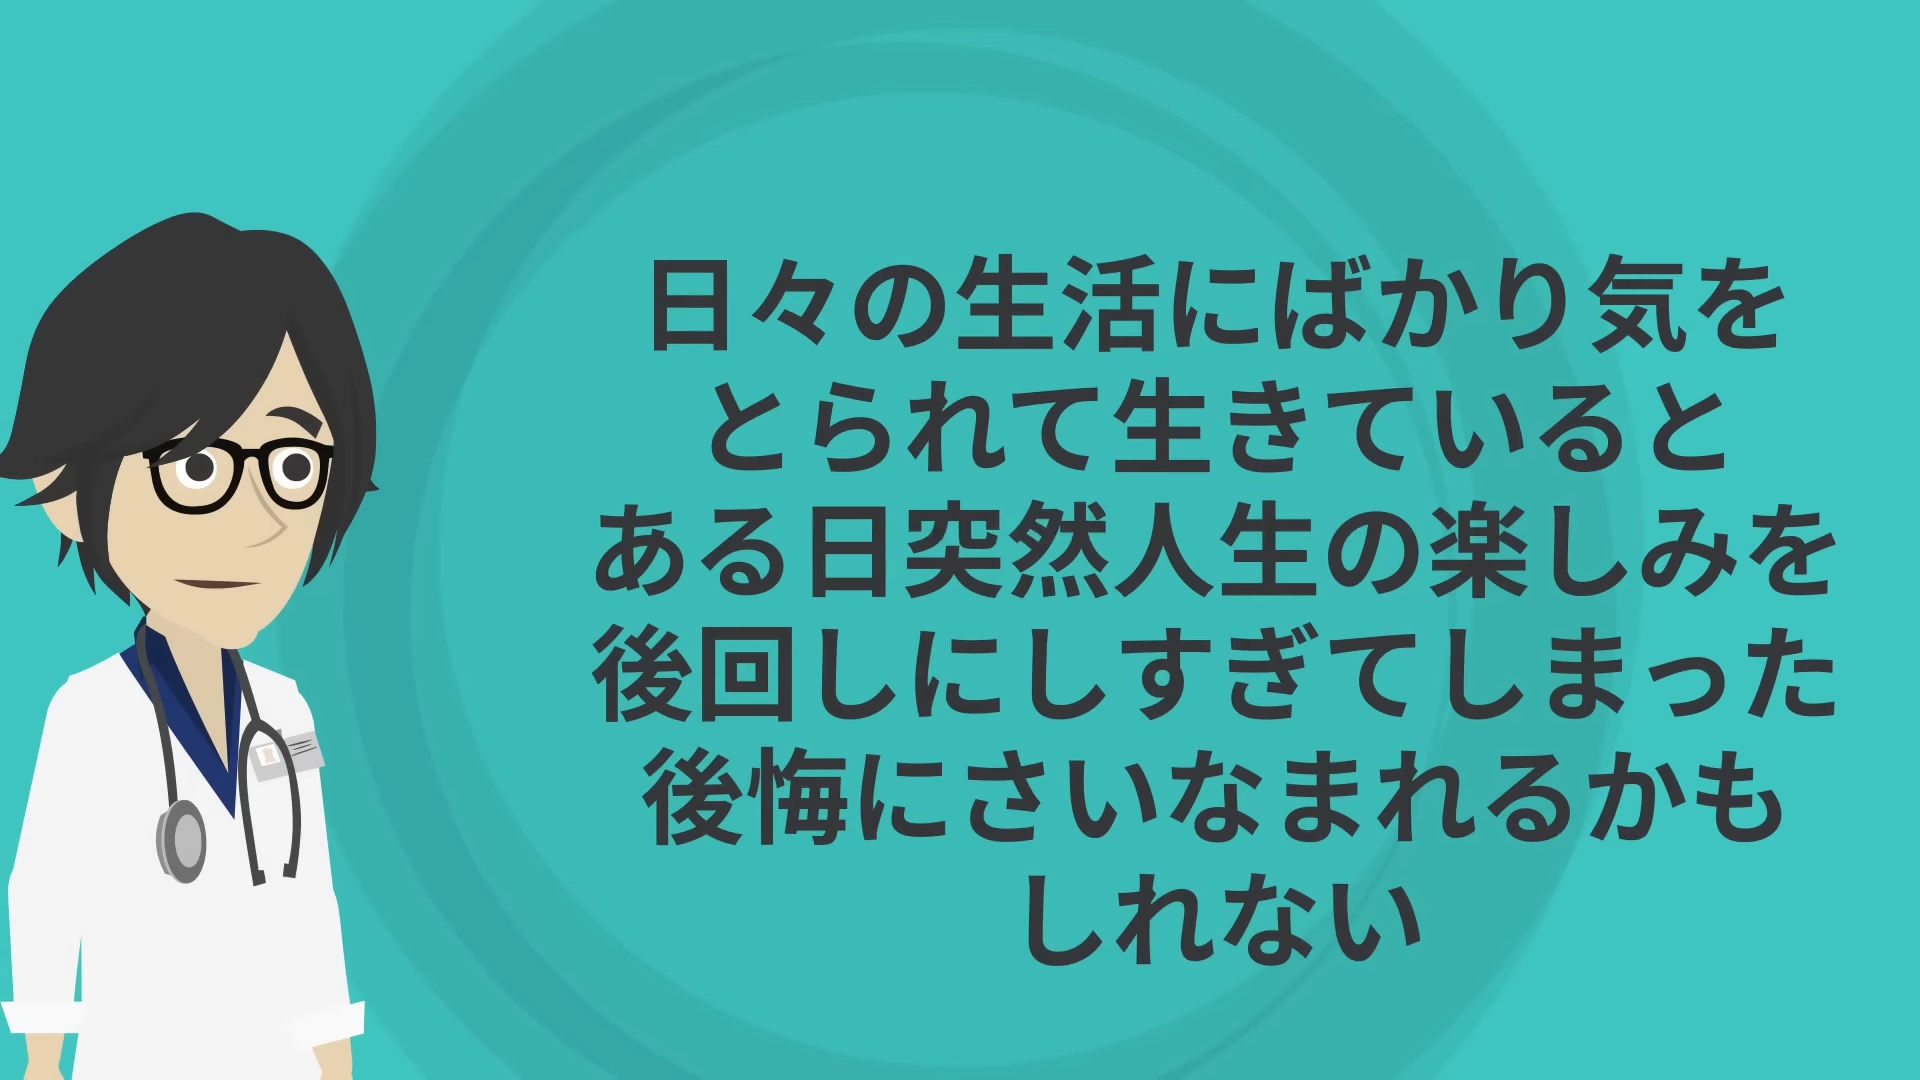 日々の生活にばかり気を
とられて生きていると
ある日突然人生の楽しみを
後回しにしすぎてしまった
後悔にさいなまれるかも
しれない